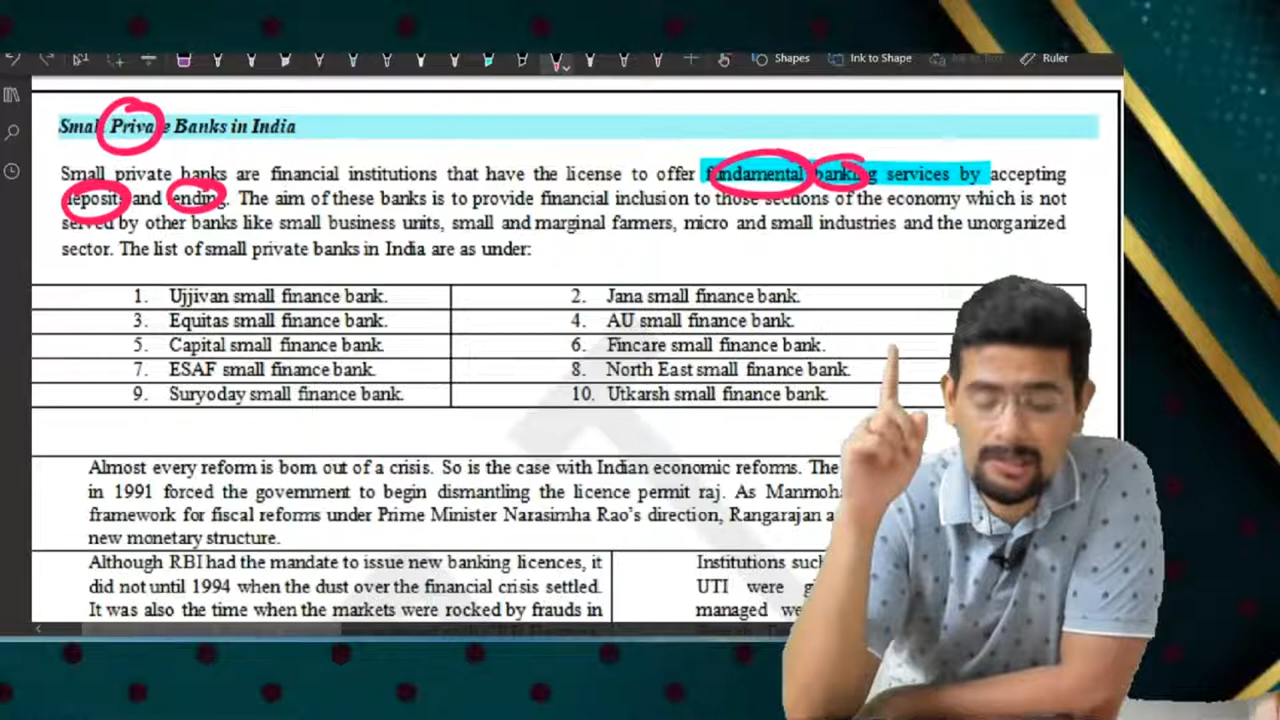 Shapes
Ink to Shape
Ruler
Small Private Banks in India
Small private banks are financial institutions that have the license to offer fundamental banking services by accepting
deposits and lending. The aim of these banks is to provide financial inclusion to those sections of the economy which is not
served by other banks like small business units, small and marginal farmers, micro and small industries and the unorganized
sector. The list of small private banks in India are as under:
1. Ujjivan small finance bank. 2. Jana small finance bank.
3. Equitas small finance bank. 4. AU small finance bank.
5. Capital small finance bank. 6. Fincare small finance bank.
7. ESAF small finance bank. 8. North East small finance bank.
9. Suryoday small finance bank. 10. Utkarsh small finance bank.
Almost every reform is born out of a crisis. So is the case with Indian economic reforms. The
in 1991 forced the government to begin dismantling the licence permit raj. As
framework for fiscal reforms under Prime Minister Narasimha Rao's direction, Rangarajan
new monetary structure.
Although RBI had the mandate to issue new banking licences, it
did not until 1994 when the dust over the financial crisis settled.
It was also the time when the markets were rocked by frauds in
Institutions
UTI were
managed